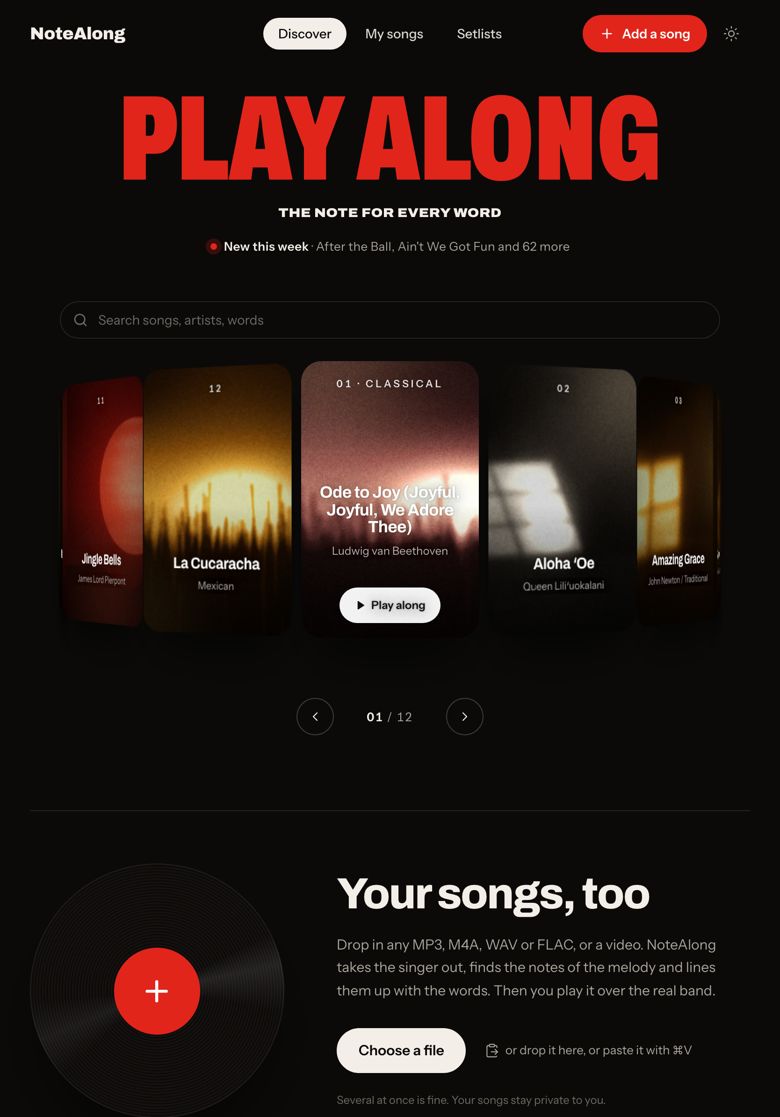 NoteAlong
Discover
My songs
Setlists
+ Add a song
PLAY ALONG
THE NOTE FOR EVERY WORD
New this week · After the Ball, Ain't We Got Fun and 62 more
Search songs, artists, words
11
Jingle Bells
James Lord Pierpont
12
La Cucaracha
Mexican
01 · CLASSICAL
Ode to Joy (Joyful,
Joyful, We Adore
Thee)
Ludwig van Beethoven
Play along
02
Aloha ʻOe
Queen Liliʻuokalani
03
Amazing Grace
John Newton / Traditional
01 / 12
Your songs, too
Drop in any MP3, M4A, WAV or FLAC, or a video. NoteAlong
takes the singer out, finds the notes of the melody and lines
them up with the words. Then you play it over the real band.
Choose a file
or drop it here, or paste it with ⌘V
Several at once is fine. Your songs stay private to you.